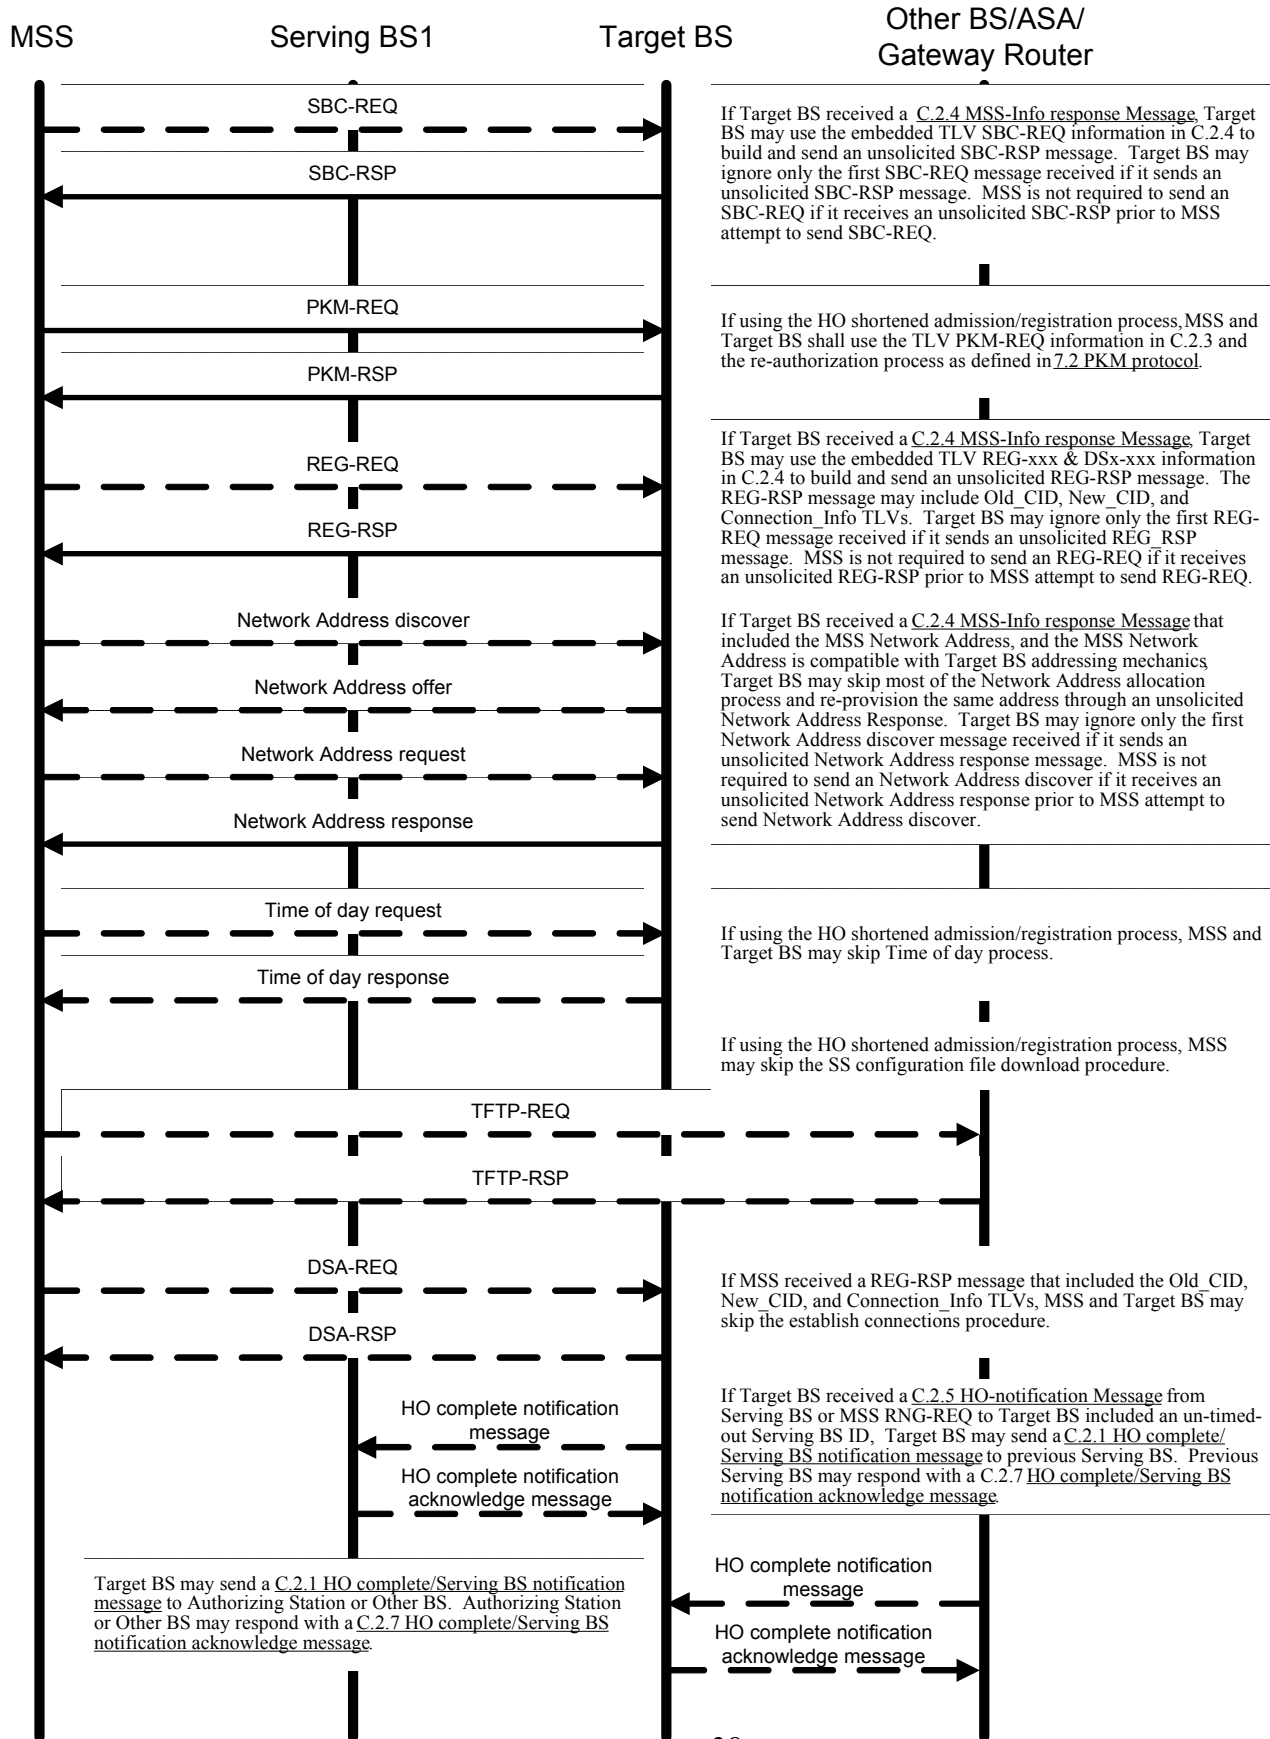 MSS
Serving BS1
Target BS
Other BS/ASA/
Gateway Router
SBC-REQ
If Target BS received a C.2.4 MSS-Info response Message, Target
BS may use the embedded TLV SBC-REQ information in C.2.4 to
build and send an unsolicited SBC-RSP message. Target BS may
ignore only the first SBC-REQ message received if it sends an
unsolicited SBC-RSP message. MSS is not required to send an
SBC-REQ if it receives an unsolicited SBC-RSP prior to MSS
attempt to send SBC-REQ.
SBC-RSP
PKM-REQ
If using the HO shortened admission/registration process, MSS and
Target BS shall use the TLV PKM-REQ information in C.2.3 and
the re-authorization process as defined in 7.2 PKM protocol.
PKM-RSP
REG-REQ
If Target BS received a C.2.4 MSS-Info response Message, Target
BS may use the embedded TLV REG-xxx & DSx-xxx information
in C.2.4 to build and send an unsolicited REG-RSP message. The
REG-RSP message may include Old_CID, New_CID, and
Connection_Info TLVs. Target BS may ignore only the first REG-
REQ message received if it sends an unsolicited REG_RSP
message. MSS is not required to send an REG-REQ if it receives
an unsolicited REG-RSP prior to MSS attempt to send REG-REQ.
REG-RSP
Network Address discover
If Target BS received a C.2.4 MSS-Info response Message that
included the MSS Network Address, and the MSS Network
Address is compatible with Target BS addressing mechanics,
Target BS may skip most of the Network Address allocation
process and re-provision the same address through an unsolicited
Network Address Response. Target BS may ignore only the first
Network Address discover message received if it sends an
unsolicited Network Address response message. MSS is not
required to send an Network Address discover if it receives an
unsolicited Network Address response prior to MSS attempt to
send Network Address discover.
Network Address offer
Network Address request
Network Address response
Time of day request
If using the HO shortened admission/registration process, MSS and
Target BS may skip Time of day process.
Time of day response
If using the HO shortened admission/registration process, MSS
may skip the SS configuration file download procedure.
TFTP-REQ
TFTP-RSP
DSA-REQ
If MSS received a REG-RSP message that included the Old_CID,
New_CID, and Connection_Info TLVs, MSS and Target BS may
skip the establish connections procedure.
DSA-RSP
HO complete notification
message
If Target BS received a C.2.5 HO-notification Message from
Serving BS or MSS RNG-REQ to Target BS included an un-timed-
out Serving BS ID, Target BS may send a C.2.1 HO complete/
Serving BS notification message to previous Serving BS. Previous
Serving BS may respond with a C.2.7 HO complete/Serving BS
notification acknowledge message.
HO complete notification
acknowledge message
Target BS may send a C.2.1 HO complete/Serving BS notification
message to Authorizing Station or Other BS. Authorizing Station
or Other BS may respond with a C.2.7 HO complete/Serving BS
notification acknowledge message.
HO complete notification
message
HO complete notification
acknowledge message